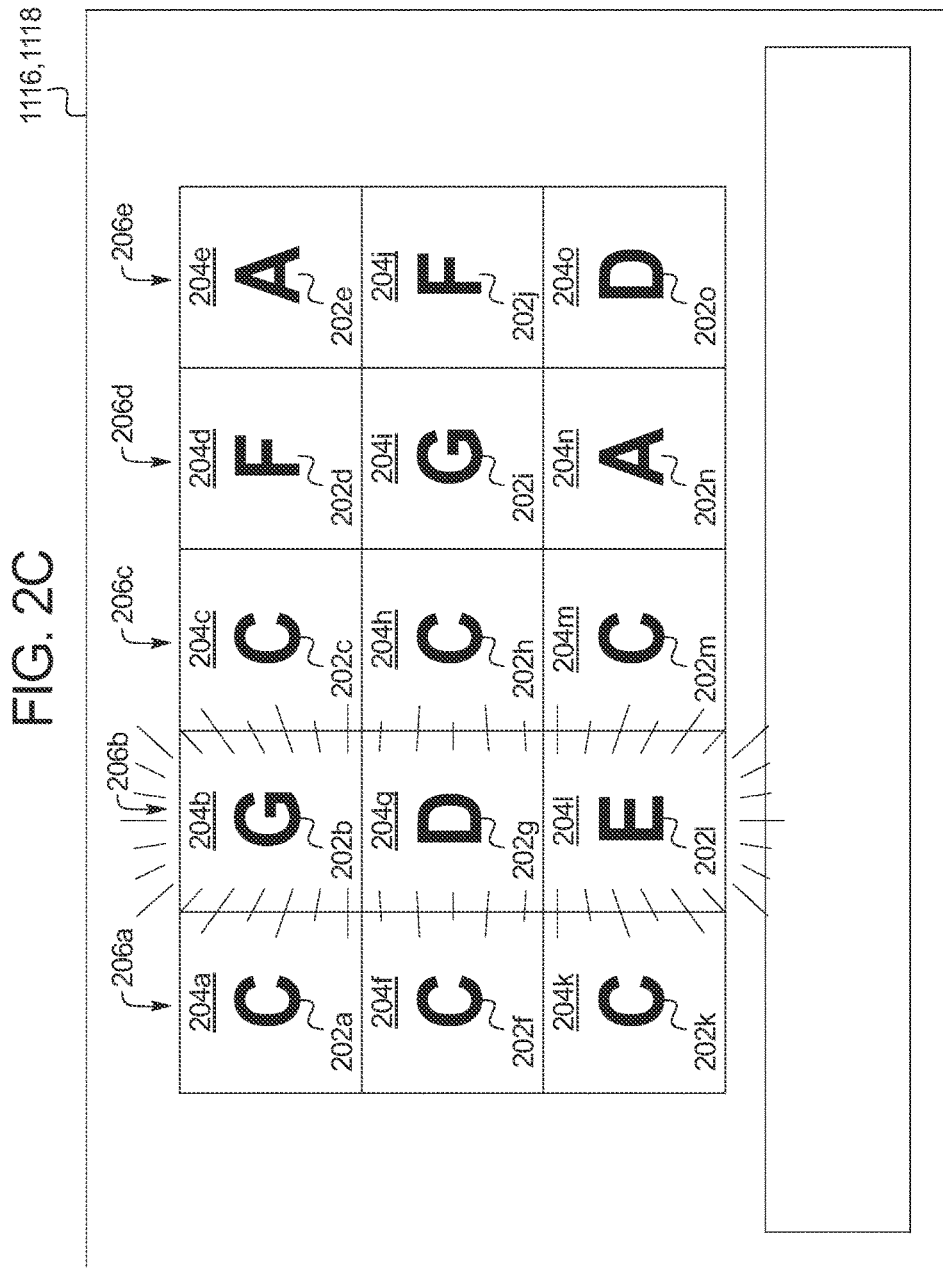 FIG. 2C
1116,1118
206a 206b 206c 206d 206e
204a 204b 204c 204d 204e
C G C F A
202a 202b 202c 202d 202e
204f 204g 204h 204i 204j
C D C G F
202f 202g 202h 202i 202j
204k 204l 204m 204n 204o
C E C A D
202k 202l 202m 202n 202o